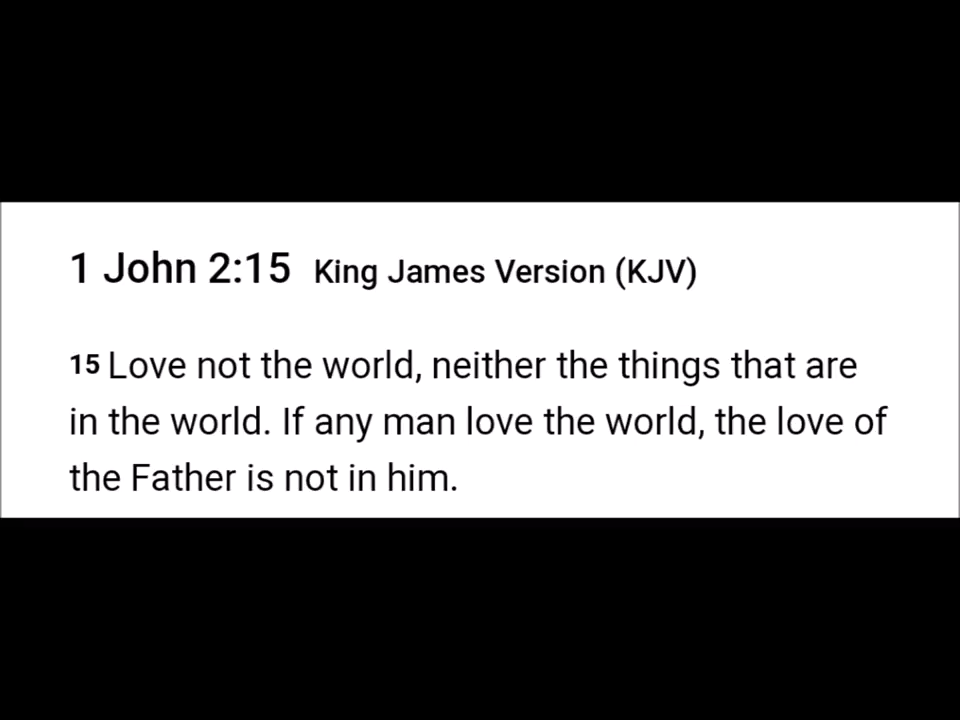 1 John 2:15 King James Version (KJV)
15 Love not the world, neither the things that are
in the world. If any man love the world, the love of
the Father is not in him.